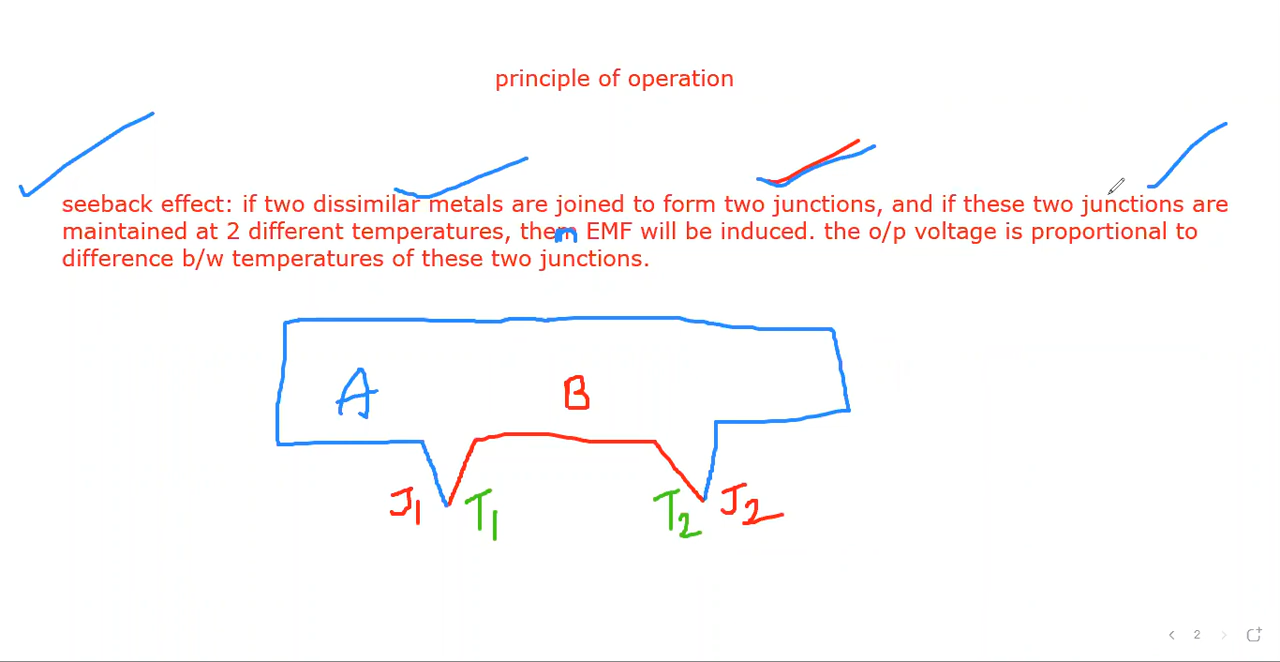 principle of operation
seeback effect: if two dissimilar metals are joined to form two junctions, and if these two junctions are
maintained at 2 different temperatures, then EMF will be induced. the o/p voltage is proportional to
difference b/w temperatures of these two junctions.
A B
J1 T1 T2 J2
2